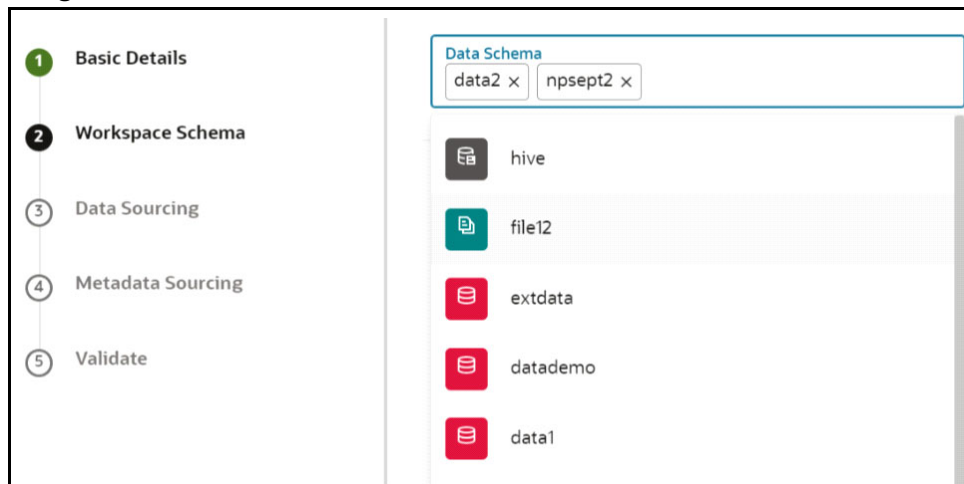 1 Basic Details
2 Workspace Schema
3 Data Sourcing
4 Metadata Sourcing
5 Validate
Data Schema
data2 × npsept2 ×
hive
file12
extdata
datademo
data1